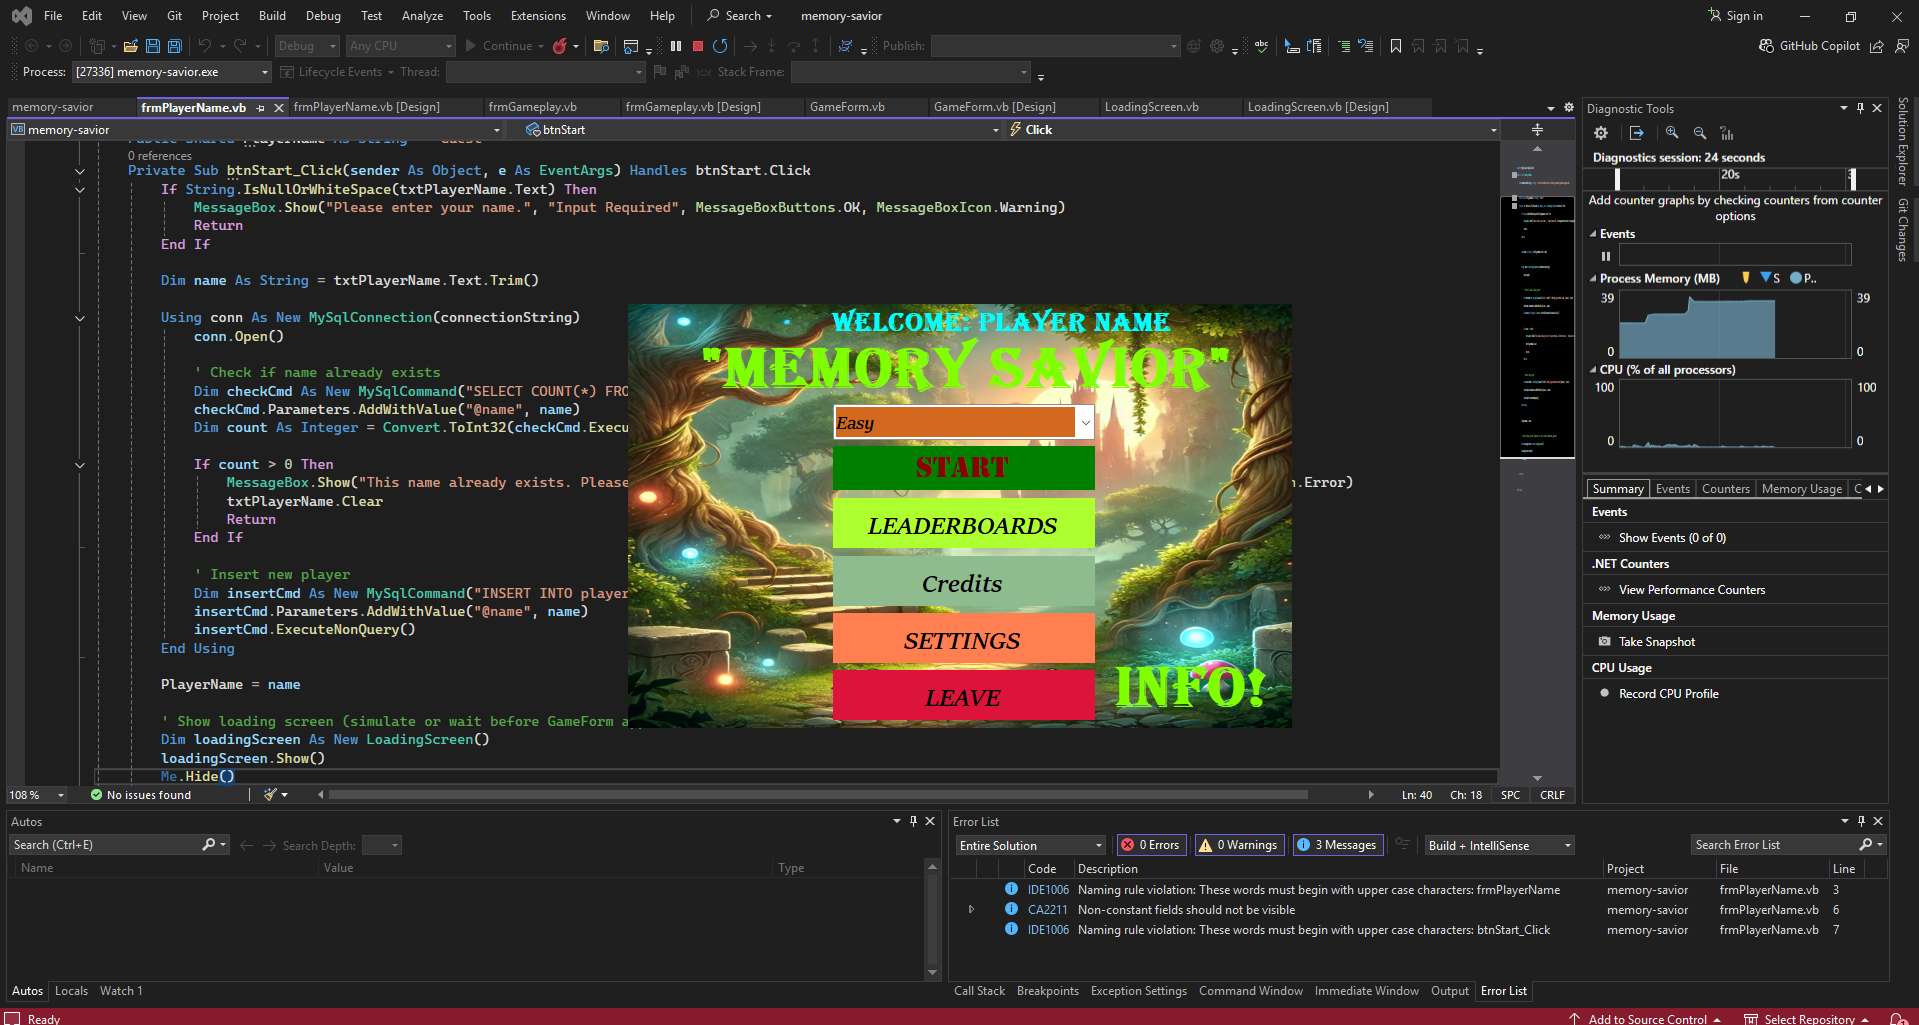 File Edit View Git Project Build Debug Test Analyze Tools Extensions Window Help Search memory-savior Sign in
Debug Any CPU Continue Publish: GitHub Copilot
Process: [27336] memory-savior.exe Lifecycle Events Thread: Stack Frame:
memory-savior frmPlayerName.vb frmPlayerName.vb [Design] frmGameplay.vb frmGameplay.vb [Design] GameForm.vb GameForm.vb [Design] LoadingScreen.vb LoadingScreen.vb [Design]
VB memory-savior btnStart Click
0 references
Private Sub btnStart_Click(sender As Object, e As EventArgs) Handles btnStart.Click
If String.IsNullOrWhiteSpace(txtPlayerName.Text) Then
MessageBox.Show("Please enter your name.", "Input Required", MessageBoxButtons.OK, MessageBoxIcon.Warning)
Return
End If
Dim name As String = txtPlayerName.Text.Trim()
Using conn As New MySqlConnection(connectionString)
conn.Open()
' Check if name already exists
Dim checkCmd As New MySqlCommand("SELECT COUNT(*) FRO
checkCmd.Parameters.AddWithValue("@name", name)
Dim count As Integer = Convert.ToInt32(checkCmd.Execu
If count > 0 Then
MessageBox.Show("This name already exists. Please n.Error)
txtPlayerName.Clear
Return
End If
' Insert new player
Dim insertCmd As New MySqlCommand("INSERT INTO player
insertCmd.Parameters.AddWithValue("@name", name)
insertCmd.ExecuteNonQuery()
End Using
PlayerName = name
' Show loading screen (simulate or wait before GameForm a
Dim loadingScreen As New LoadingScreen()
loadingScreen.Show()
Me.Hide()
WELCOME: PLAYER NAME
"MEMORY SAVIOR"
Easy
START
LEADERBOARDS
Credits
SETTINGS
LEAVE
INFO!
108 % No issues found Ln: 40 Ch: 18 SPC CRLF
Diagnostic Tools
Diagnostics session: 24 seconds
20s
Add counter graphs by checking counters from counter
options
Events
Process Memory (MB) S P..
39 39
0 0
CPU (% of all processors)
100 100
0 0
Summary Events Counters Memory Usage C
Events
Show Events (0 of 0)
.NET Counters
View Performance Counters
Memory Usage
Take Snapshot
CPU Usage
Record CPU Profile
Solution Explorer
Git Changes
Autos
Search (Ctrl+E) Search Depth:
Name Value Type
Autos Locals Watch 1
Error List
Entire Solution 0 Errors 0 Warnings 3 Messages Build + IntelliSense Search Error List
Code Description Project File Line
IDE1006 Naming rule violation: These words must begin with upper case characters: frmPlayerName memory-savior frmPlayerName.vb 3
CA2211 Non-constant fields should not be visible memory-savior frmPlayerName.vb 6
IDE1006 Naming rule violation: These words must begin with upper case characters: btnStart_Click memory-savior frmPlayerName.vb 7
Call Stack Breakpoints Exception Settings Command Window Immediate Window Output Error List
Ready Add to Source Control Select Repository